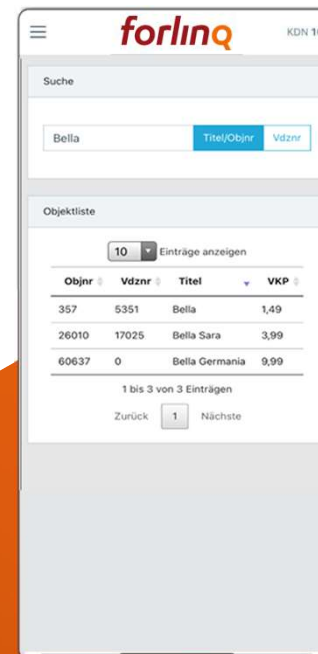 forlinq
KDN 1
Suche
Bella Titel/Objnr Vdznr
Objektliste
10 Einträge anzeigen
Objnr Vdznr Titel VKP
357 5351 Bella 1,49
26010 17025 Bella Sara 3,99
60637 0 Bella Germania 9,99
1 bis 3 von 3 Einträgen
Zurück 1 Nächste